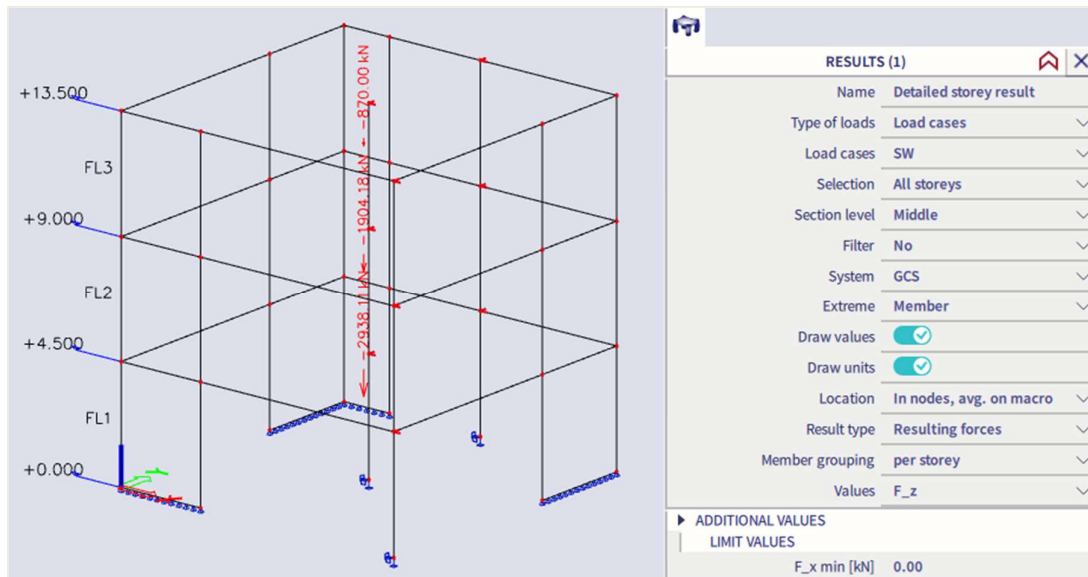 +13.500
FL3
+9.000
FL2
+4.500
FL1
+0.000
-870.00 kN
-1904.18 kN
-2938.11 kN
RESULTS (1)
Name Detailed storey result
Type of loads Load cases
Load cases SW
Selection All storeys
Section level Middle
Filter No
System GCS
Extreme Member
Draw values
Draw units
Location In nodes, avg. on macro
Result type Resulting forces
Member grouping per storey
Values F_z
ADDITIONAL VALUES
LIMIT VALUES
F_x min [kN] 0.00